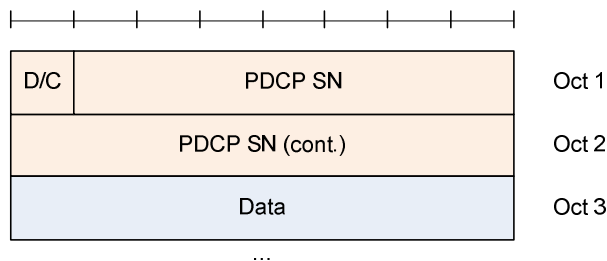 D/C PDCP SN Oct 1
PDCP SN (cont.) Oct 2
Data Oct 3
...